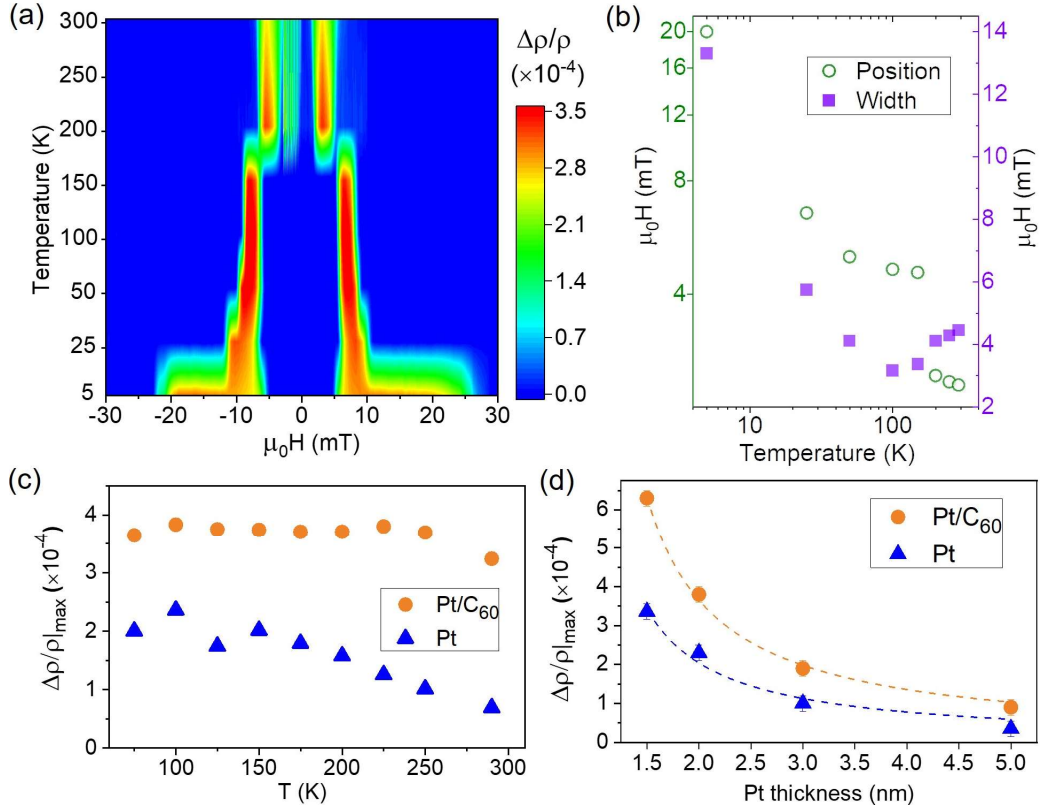 (a)
Temperature (K)
300
250
200
150
100
50
25
5
-30 -20 -10 0 10 20 30
μ₀H (mT)
Δρ/ρ
(×10⁻⁴)
3.5
2.8
2.1
1.4
0.7
0.0
(b)
μ₀H (mT)
20
16
12
8
4
Position
Width
14
12
10
8
6
4
2
μ₀H (mT)
10 100
Temperature (K)
(c)
Δρ/ρ|max (×10⁻⁴)
4
3
2
1
0
Pt/C₆₀
Pt
100 150 200 250 300
T (K)
(d)
Δρ/ρ|max (×10⁻⁴)
6
5
4
3
2
1
0
Pt/C₆₀
Pt
1.5 2.0 2.5 3.0 3.5 4.0 4.5 5.0
Pt thickness (nm)